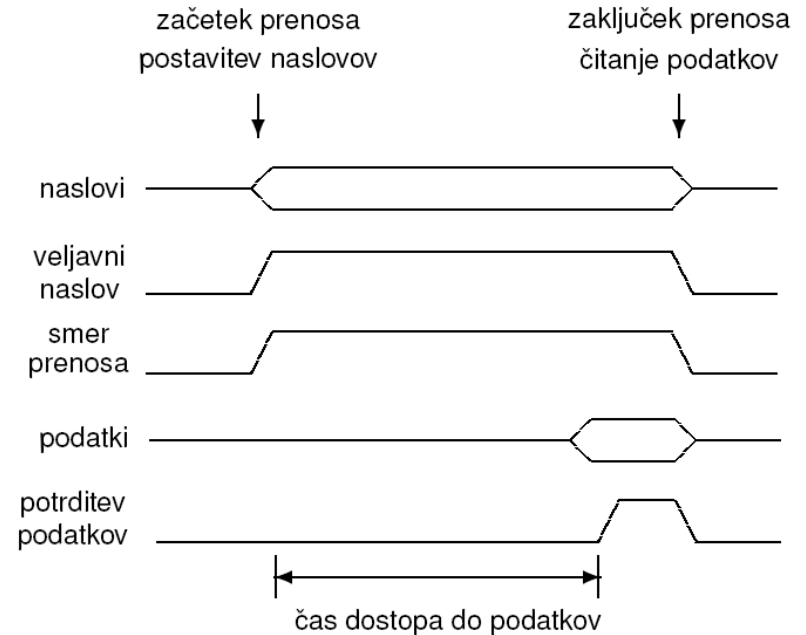 začetek prenosa
postavitev naslovov
zaključek prenosa
čitanje podatkov
naslovi
veljavni
naslov
smer
prenosa
podatki
potrditev
podatkov
čas dostopa do podatkov